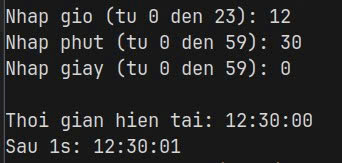 Nhap gio (tu 0 den 23): 12
Nhap phut (tu 0 den 59): 30
Nhap giay (tu 0 den 59): 0
Thoi gian hien tai: 12:30:00
Sau 1s: 12:30:01